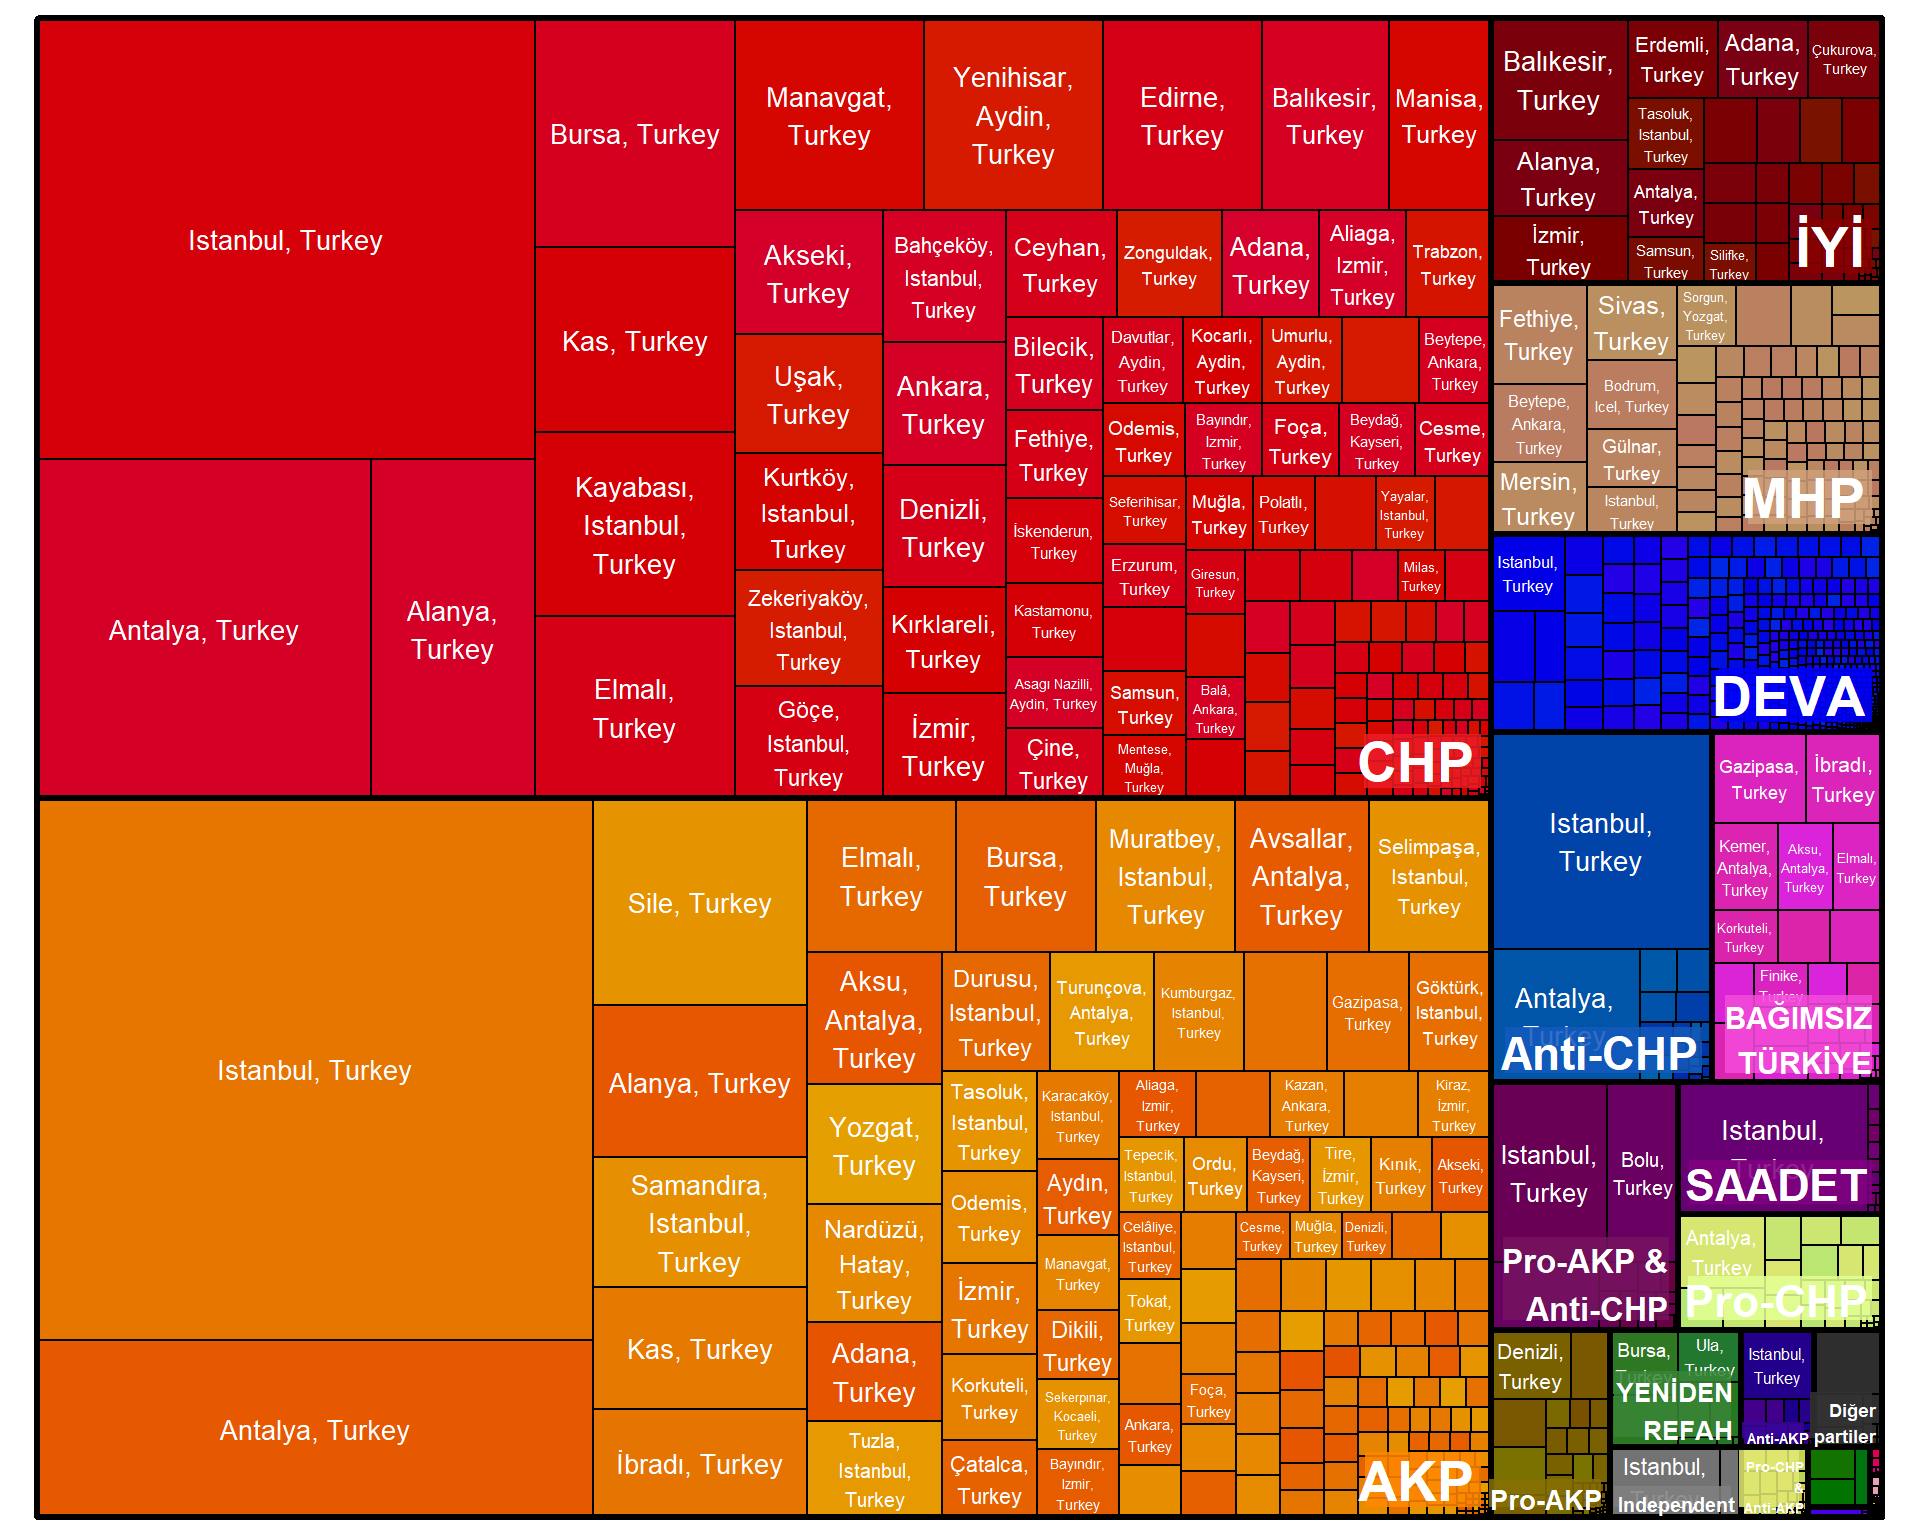 Istanbul, Turkey
Antalya, Turkey
Alanya,
Turkey
Bursa, Turkey
Kas, Turkey
Kayabası,
Istanbul,
Turkey
Elmalı,
Turkey
Manavgat,
Turkey
Yenihisar,
Aydin,
Turkey
Edirne,
Turkey
Balıkesir,
Turkey
Manisa,
Turkey
Akseki,
Turkey
Uşak,
Turkey
Kurtköy,
Istanbul,
Turkey
Zekeriyaköy,
Istanbul,
Turkey
Göçe,
Istanbul,
Turkey
Bahçeköy,
Istanbul,
Turkey
Ankara,
Turkey
Denizli,
Turkey
Kırklareli,
Turkey
İzmir,
Turkey
Ceyhan,
Turkey
Bilecik,
Turkey
Fethiye,
Turkey
İskenderun,
Turkey
Kastamonu,
Turkey
Asagı Nazilli,
Aydin, Turkey
Çine,
Turkey
Zonguldak,
Turkey
Adana,
Turkey
Aliaga,
Izmir,
Turkey
Trabzon,
Turkey
Davutlar,
Aydin,
Turkey
Kocarlı,
Aydin,
Turkey
Umurlu,
Aydin,
Turkey
Beytepe,
Ankara,
Turkey
Odemis,
Turkey
Bayındır,
Izmir,
Turkey
Foça,
Turkey
Beydağ,
Kayseri,
Turkey
Cesme,
Turkey
Seferihisar,
Turkey
Muğla,
Turkey
Polatlı,
Turkey
Yayalar,
Istanbul,
Turkey
Erzurum,
Turkey
Giresun,
Turkey
Milas,
Turkey
Samsun,
Turkey
Balâ,
Ankara,
Turkey
Mentese,
Muğla,
Turkey
CHP
Istanbul, Turkey
Antalya, Turkey
Sile, Turkey
Alanya, Turkey
Samandıra,
Istanbul,
Turkey
Kas, Turkey
İbradı, Turkey
Elmalı,
Turkey
Bursa,
Turkey
Muratbey,
Istanbul,
Turkey
Avsallar,
Antalya,
Turkey
Selimpaşa,
Istanbul,
Turkey
Aksu,
Antalya,
Turkey
Yozgat,
Turkey
Nardüzü,
Hatay,
Turkey
Adana,
Turkey
Tuzla,
Istanbul,
Turkey
Durusu,
Istanbul,
Turkey
Turunçova,
Antalya,
Turkey
Kumburgaz,
Istanbul,
Turkey
Gazipasa,
Turkey
Göktürk,
Istanbul,
Turkey
Tasoluk,
Istanbul,
Turkey
Odemis,
Turkey
İzmir,
Turkey
Korkuteli,
Turkey
Çatalca,
Turkey
Karacaköy,
Istanbul,
Turkey
Aydın,
Turkey
Manavgat,
Turkey
Dikili,
Turkey
Sekerpınar,
Kocaeli,
Turkey
Bayındır,
Izmir,
Turkey
Aliaga,
Izmir,
Turkey
Kazan,
Ankara,
Turkey
Kiraz,
İzmir,
Turkey
Tepecik,
Istanbul,
Turkey
Ordu,
Turkey
Beydağ,
Kayseri,
Turkey
Tire,
İzmir,
Turkey
Kınık,
Turkey
Akseki,
Turkey
Celâliye,
Istanbul,
Turkey
Cesme,
Turkey
Muğla,
Turkey
Denizli,
Turkey
Tokat,
Turkey
Foça,
Turkey
Ankara,
Turkey
AKP
Balıkesir,
Turkey
Alanya,
Turkey
İzmir,
Turkey
Erdemli,
Turkey
Adana,
Turkey
Çukurova,
Turkey
Tasoluk,
Istanbul,
Turkey
Antalya,
Turkey
Samsun,
Turkey
Silifke,
Turkey
İYİ
Fethiye,
Turkey
Beytepe,
Ankara,
Turkey
Mersin,
Turkey
Sivas,
Turkey
Bodrum,
Icel, Turkey
Gülnar,
Turkey
Istanbul,
Turkey
Sorgun,
Yozgat,
Turkey
MHP
Istanbul,
Turkey
DEVA
Istanbul,
Turkey
Antalya,
Turkey
Anti-CHP
Gazipasa,
Turkey
İbradı,
Turkey
Kemer,
Antalya,
Turkey
Aksu,
Antalya,
Turkey
Elmalı,
Turkey
Korkuteli,
Turkey
Finike,
Turkey
BAĞIMSIZ
TÜRKİYE
Istanbul,
Turkey
Bolu,
Turkey
Pro-AKP &
Anti-CHP
Istanbul,
Turkey
SAADET
Antalya,
Turkey
Pro-CHP
Denizli,
Turkey
Pro-AKP
Bursa,
Turkey
Ula,
Turkey
YENİDEN
REFAH
Istanbul,
Turkey
Anti-AKP
Diğer
partiler
Istanbul,
Turkey
Independent
Pro-CHP
&
Anti-AKP